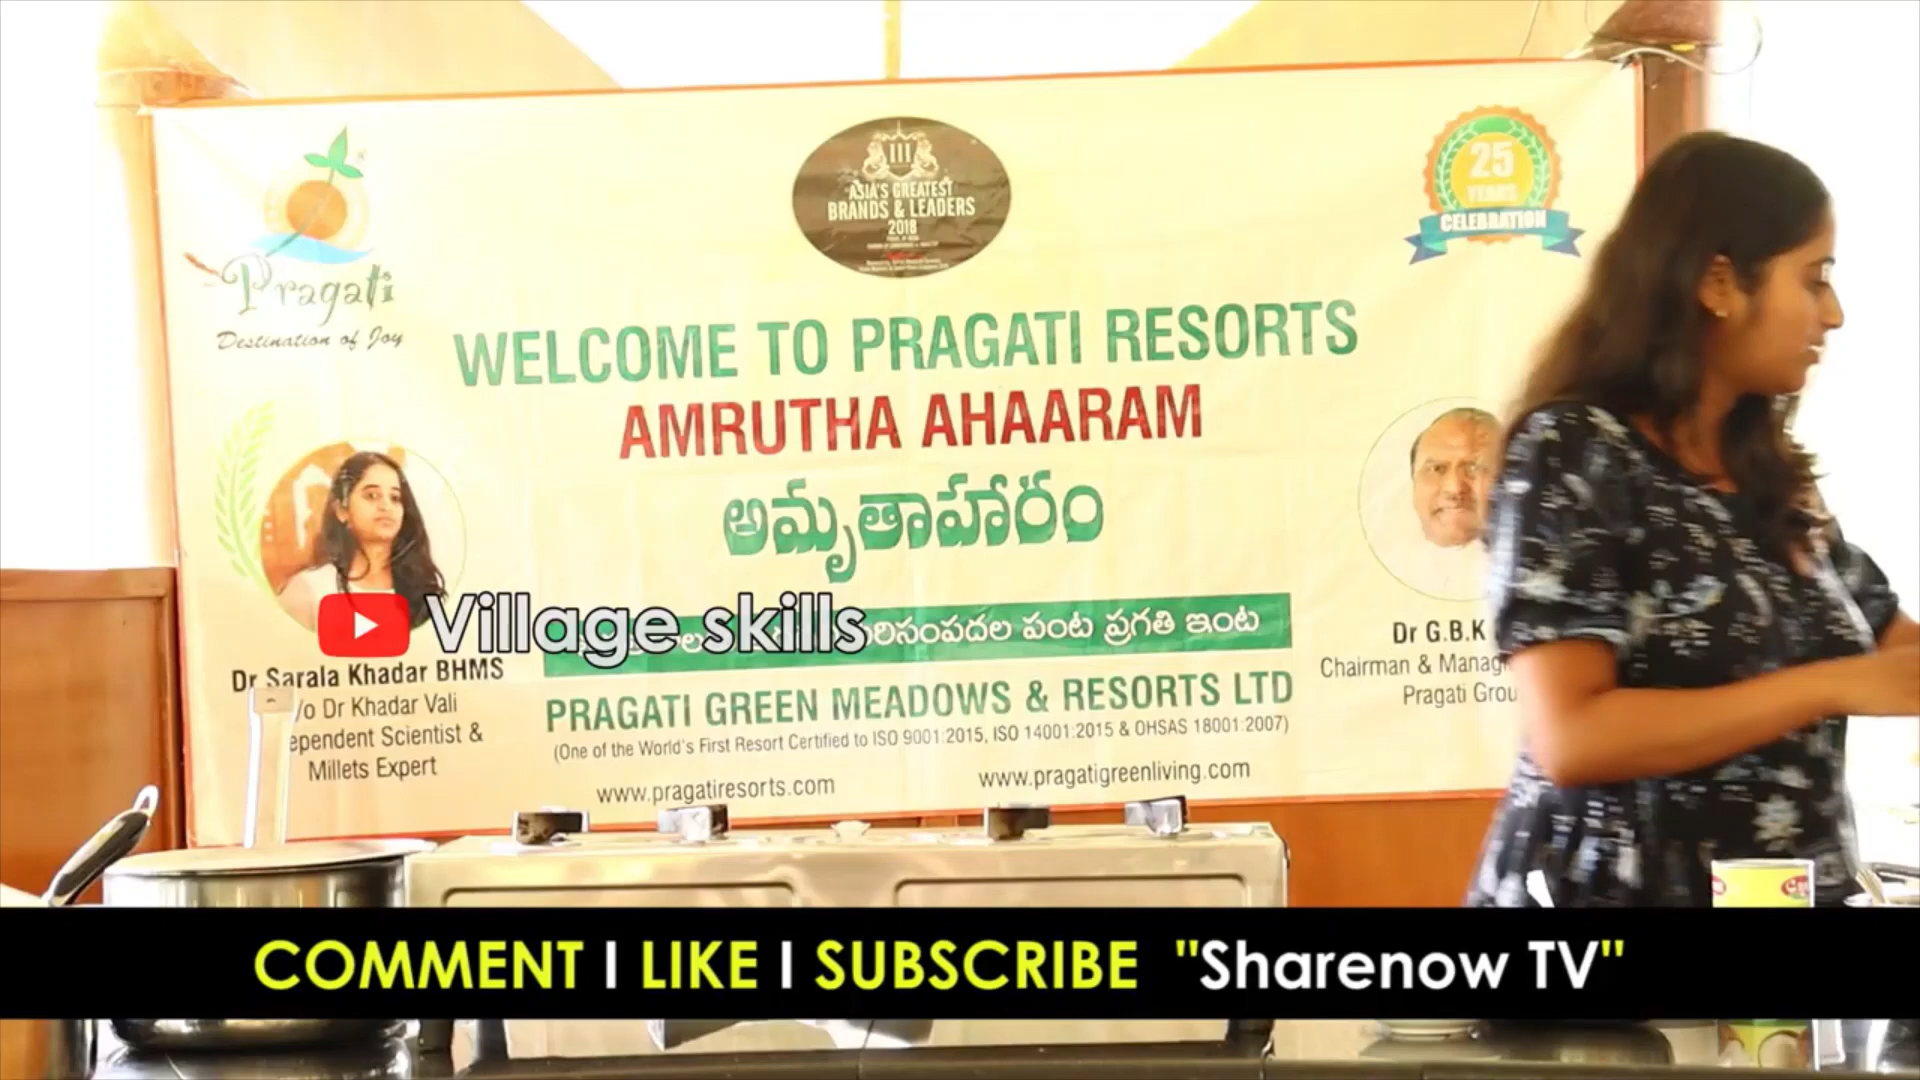 ASIA'S GREATEST
BRANDS & LEADERS
2018
25
YEARS
CELEBRATION
Pragati
Destination of Joy
WELCOME TO PRAGATI RESORTS
AMRUTHA AHAARAM
అమృతాహారం
పంట ప్రగతి ఇంట
Village skills
Dr Sarala Khadar BHMS
/o Dr Khadar Vali
ependent Scientist &
Millets Expert
Dr G.B.K
Chairman &
Pragati
PRAGATI GREEN MEADOWS & RESORTS LTD
(One of the World's First Resort Certified to ISO 9001:2015, ISO 14001:2015 & OHSAS 18001:2007)
www.pragatiresorts.com
www.pragatigreenliving.com
COMMENT I LIKE I SUBSCRIBE "Sharenow TV"